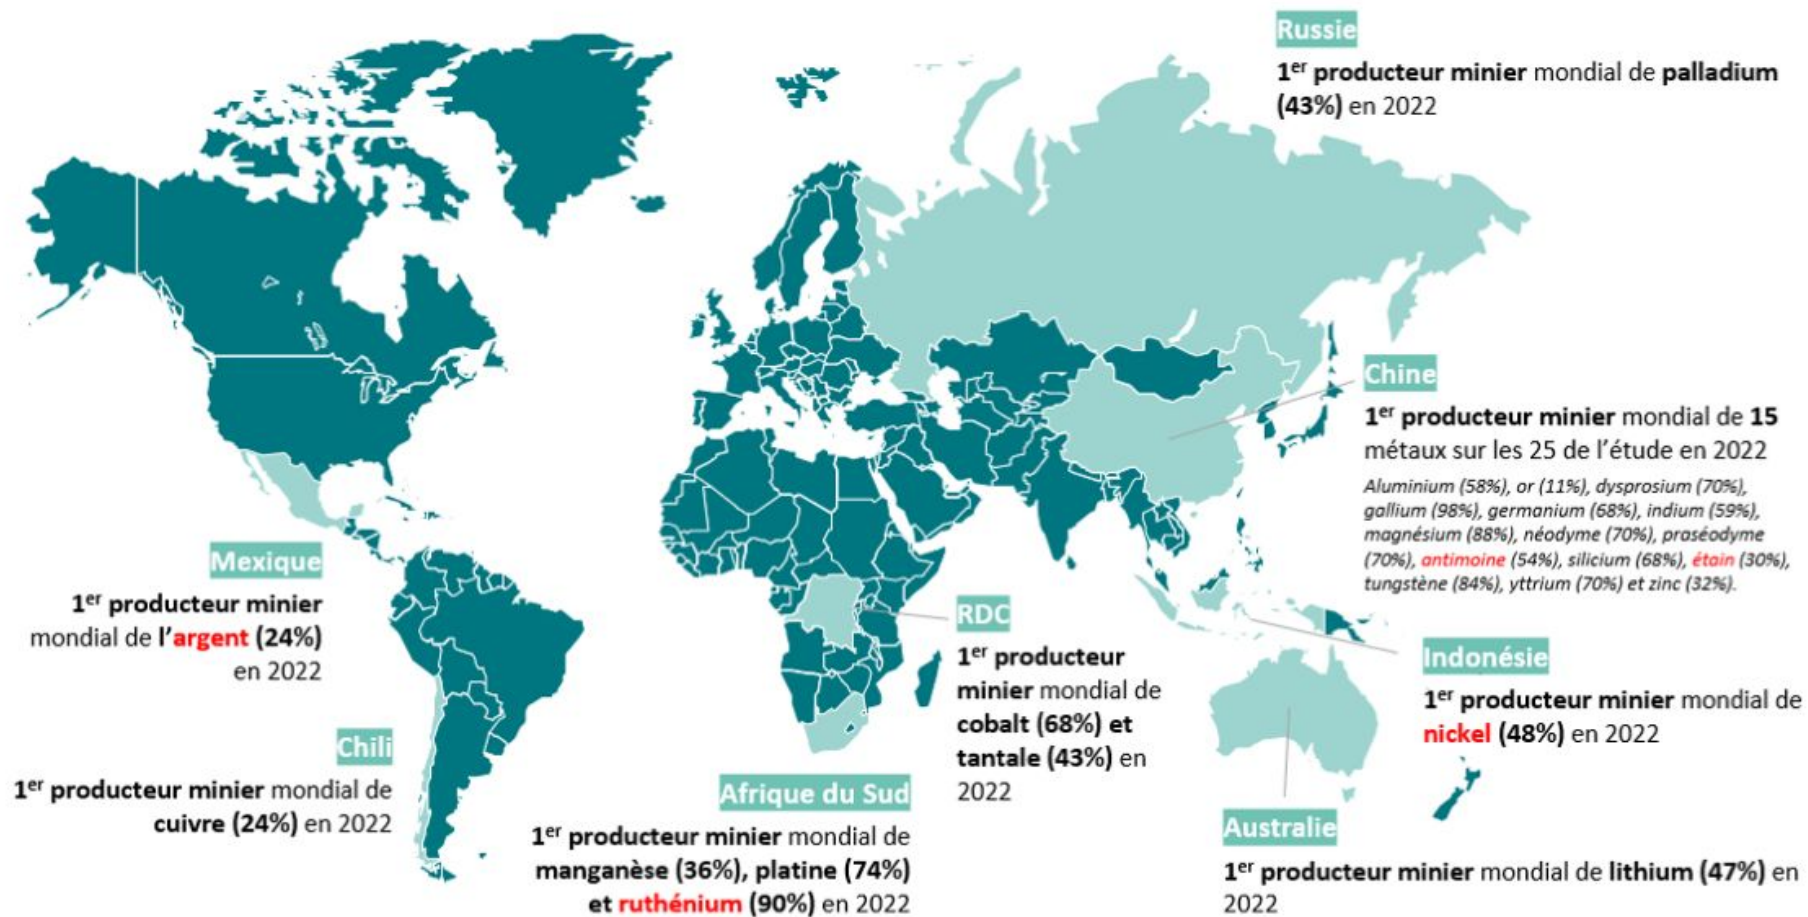 Russie
1er producteur minier mondial de palladium
(43%) en 2022
Chine
1er producteur minier mondial de 15
métaux sur les 25 de l'étude en 2022
Aluminium (58%), or (11%), dysprosium (70%),
gallium (98%), germanium (68%), indium (59%),
magnésium (88%), néodyme (70%), praséodyme
(70%), antimoine (54%), silicium (68%), étain (30%),
tungstène (84%), yttrium (70%) et zinc (32%).
Mexique
1er producteur minier
mondial de l'argent (24%)
en 2022
RDC
1er producteur
minier mondial de
cobalt (68%) et
tantale (43%) en
2022
Indonésie
1er producteur minier mondial de
nickel (48%) en 2022
Chili
1er producteur minier mondial de
cuivre (24%) en 2022
Afrique du Sud
1er producteur minier mondial de
manganèse (36%), platine (74%)
et ruthénium (90%) en 2022
Australie
1er producteur minier mondial de lithium (47%) en
2022